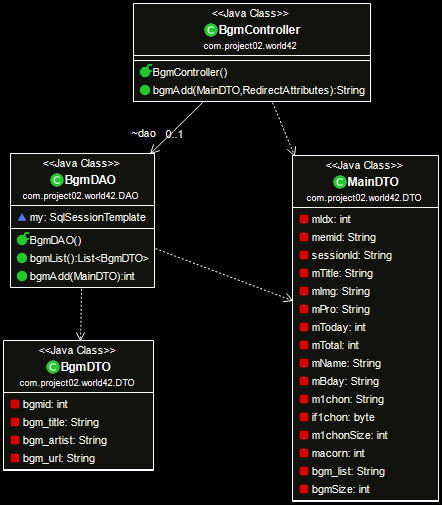 <<Java Class>>
BgmController
com.project02.world42
BgmController()
bgmAdd(MainDTO,RedirectAttributes):String
~dao 0..1
<<Java Class>>
BgmDAO
com.project02.world42.DAO
my: SqlSessionTemplate
BgmDAO()
bgmList():List<BgmDTO>
bgmAdd(MainDTO):int
<<Java Class>>
MainDTO
com.project02.world42.DTO
mIdx: int
memid: String
sessionId: String
mTitle: String
mImg: String
mPro: String
mToday: int
mTotal: int
mName: String
mBday: String
m1chon: String
if1chon: byte
m1chonSize: int
macorn: int
bgm_list: String
bgmSize: int
<<Java Class>>
BgmDTO
com.project02.world42.DTO
bgmid: int
bgm_title: String
bgm_artist: String
bgm_url: String